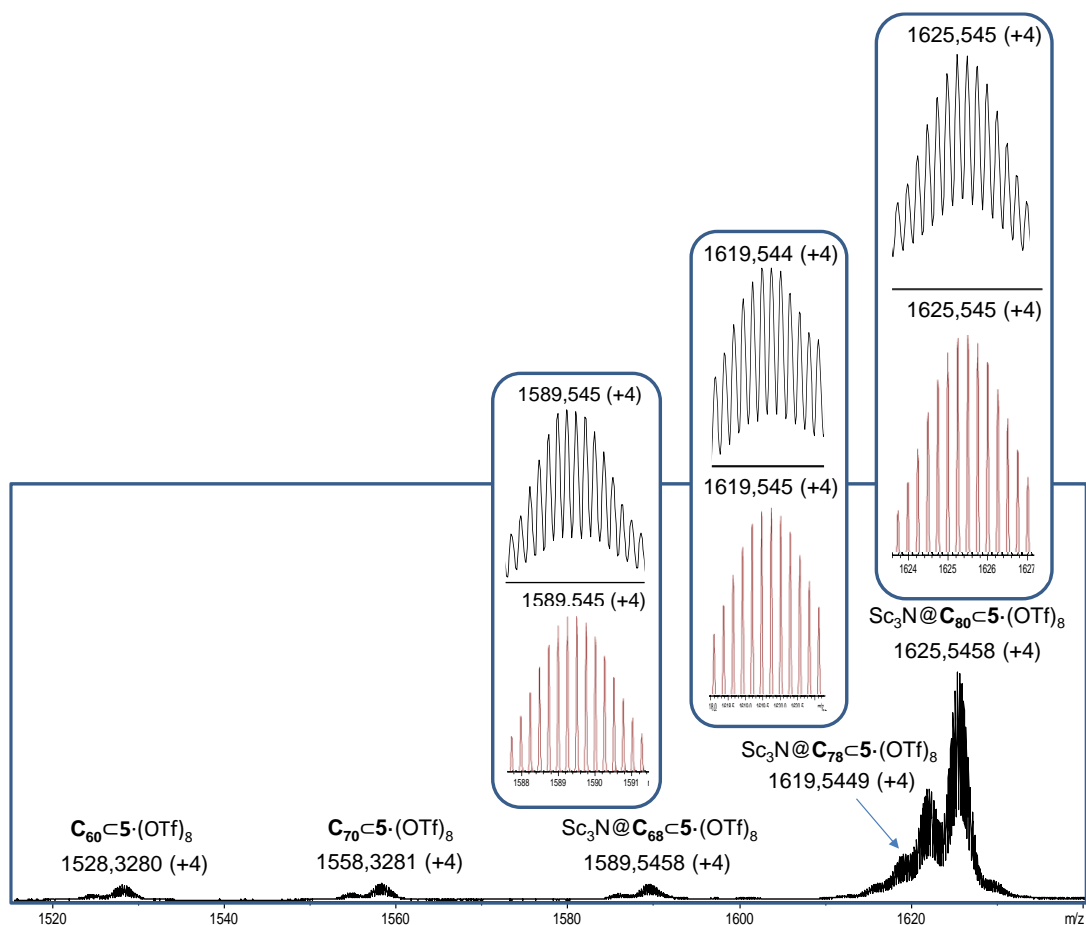 1625,545 (+4)
1625,545 (+4)
1624 1625 1626 1627
Sc₃N@C₈₀⊂5·(OTf)₈
1625,5458 (+4)
1619,544 (+4)
1619,545 (+4)
Sc₃N@C₇₈⊂5·(OTf)₈
1619,5449 (+4)
1589,545 (+4)
1589.545 (+4)
1588 1589 1590 1591
Sc₃N@C₆₈⊂5·(OTf)₈
1589,5458 (+4)
C₇₀⊂5·(OTf)₈
1558,3281 (+4)
C₆₀⊂5·(OTf)₈
1528,3280 (+4)
1520 1540 1560 1580 1600 1620 m/z